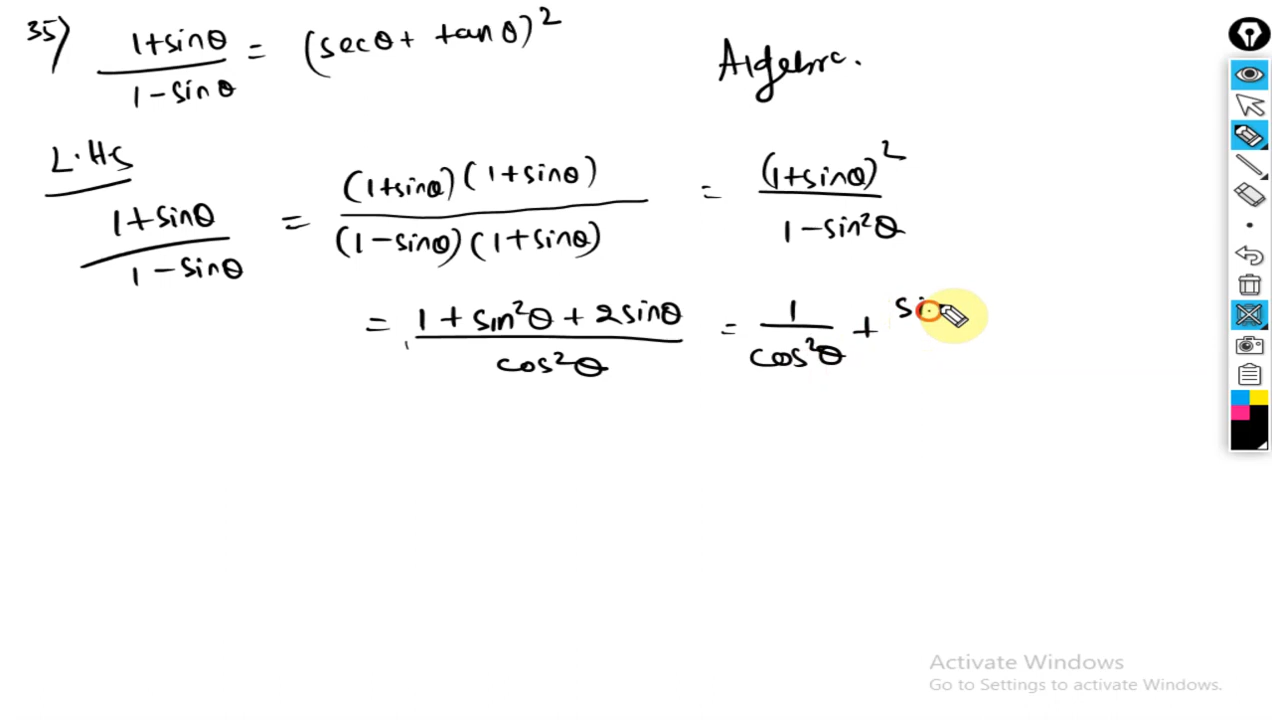 35) (1+sinθ)/(1-sinθ) = (secθ + tanθ)²
Algebra.
L.HS
(1+sinθ)/(1-sinθ) = ((1+sinθ)(1+sinθ))/((1-sinθ)(1+sinθ)) = (1+sinθ)²/(1-sin²θ)
= (1+sin²θ+2sinθ)/(cos²θ) = 1/(cos²θ) + si
Activate Windows
Go to Settings to activate Windows.